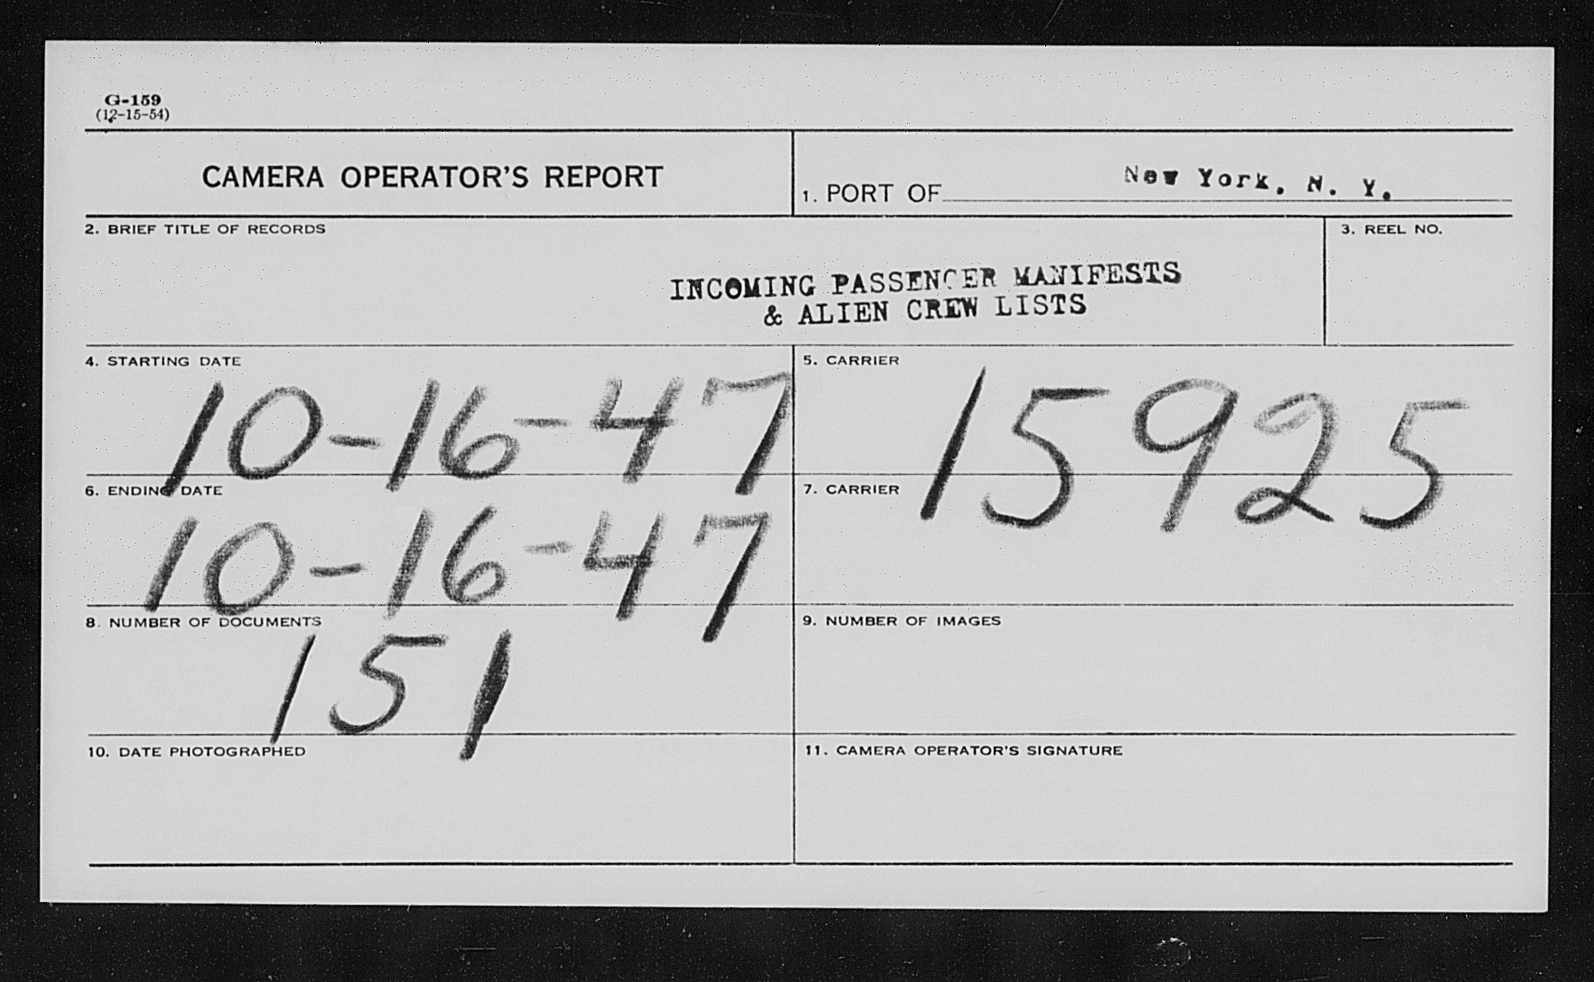 G-159
(12-15-54)
CAMERA OPERATOR'S REPORT
1. PORT OF New York, N. Y.
2. BRIEF TITLE OF RECORDS
3. REEL NO.
INCOMING PASSENGER MANIFESTS
& ALIEN CREW LISTS
4. STARTING DATE
10-16-47
5. CARRIER
15925
6. ENDING DATE
10-16-47
7. CARRIER
8. NUMBER OF DOCUMENTS
151
9. NUMBER OF IMAGES
10. DATE PHOTOGRAPHED
11. CAMERA OPERATOR'S SIGNATURE